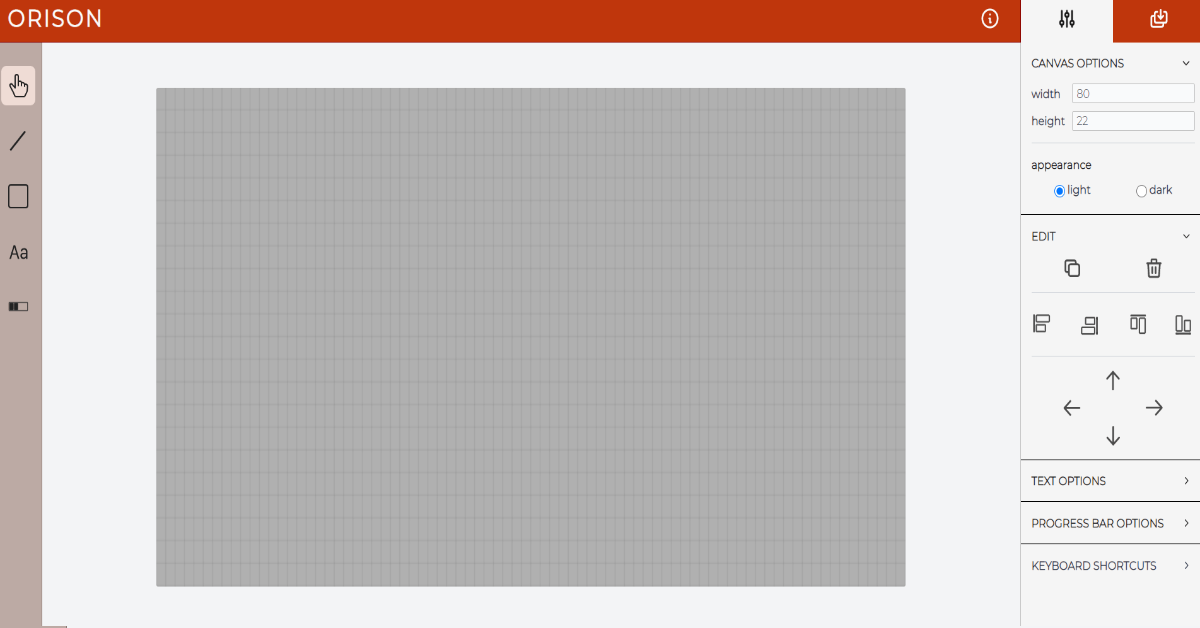 ORISON
CANVAS OPTIONS
width 80
height 22
appearance
light dark
EDIT
Aa
TEXT OPTIONS
PROGRESS BAR OPTIONS
KEYBOARD SHORTCUTS